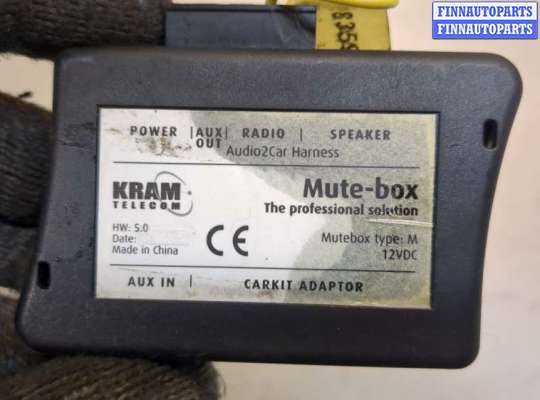 FINNAUTOPARTS
FINNAUTOPARTS
POWER |AUX OUT| RADIO | SPEAKER
Audio2Car Harness
KRAM
TELECOM
Mute-box
The professional solution
HW: 5.0
Date:
Made in China
CE
Mutebox type: M
12VDC
AUX IN | CARKIT ADAPTOR